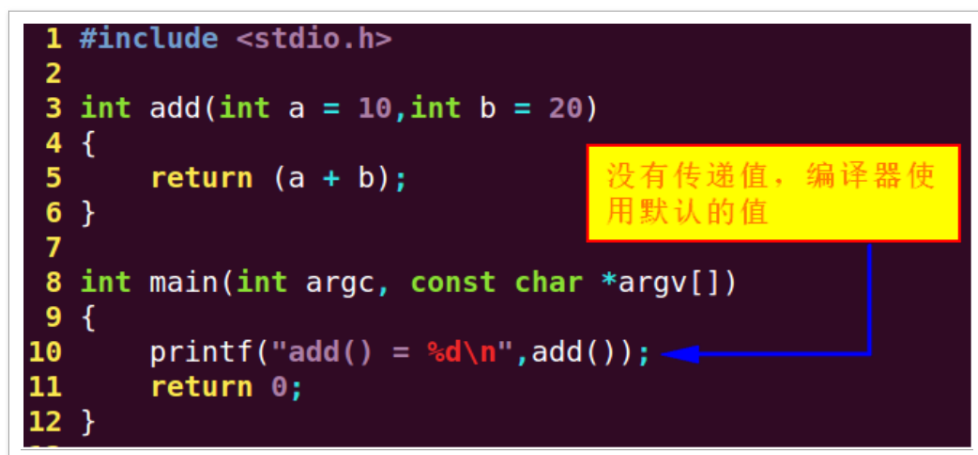 1 #include <stdio.h>
2
3 int add(int a = 10,int b = 20)
4 {
5     return (a + b);
6 }
7
8 int main(int argc, const char *argv[])
9 {
10     printf("add() = %d\n",add());
11     return 0;
12 }
没有传递值，编译器使
用默认的值